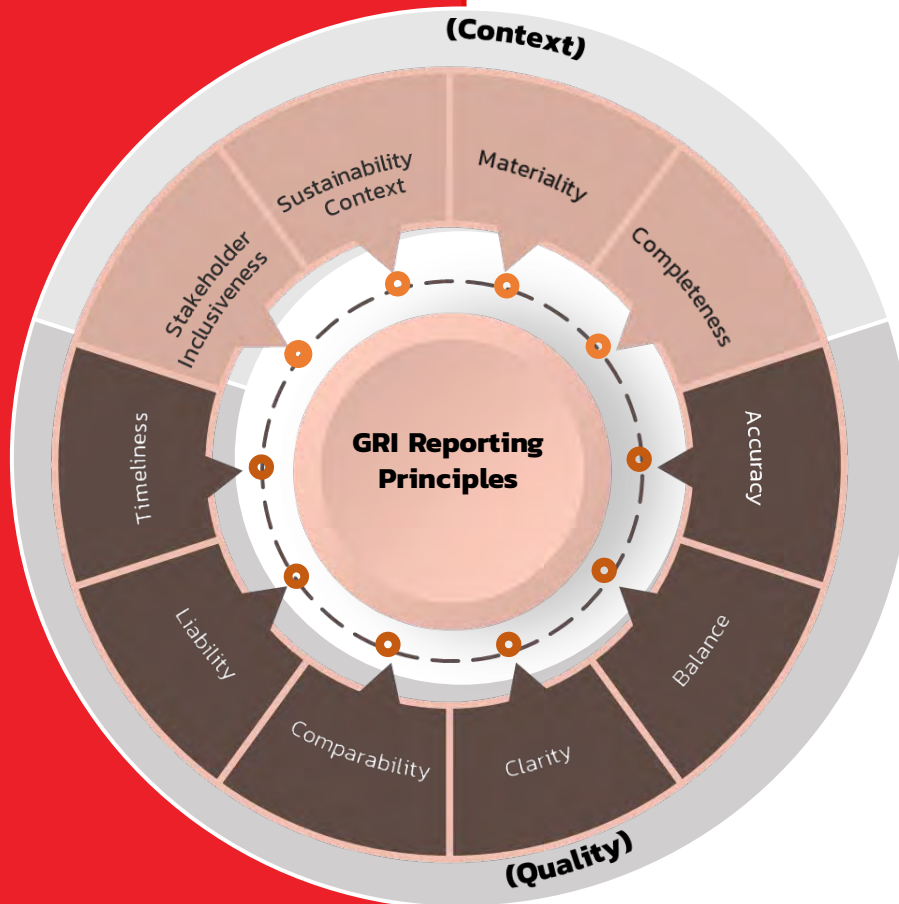 (Context)
Stakeholder
Inclusiveness
Sustainability
Context
Materiality
Completeness
Accuracy
Balance
Clarity
Comparability
Liability
Timeliness
GRI Reporting
Principles
(Quality)